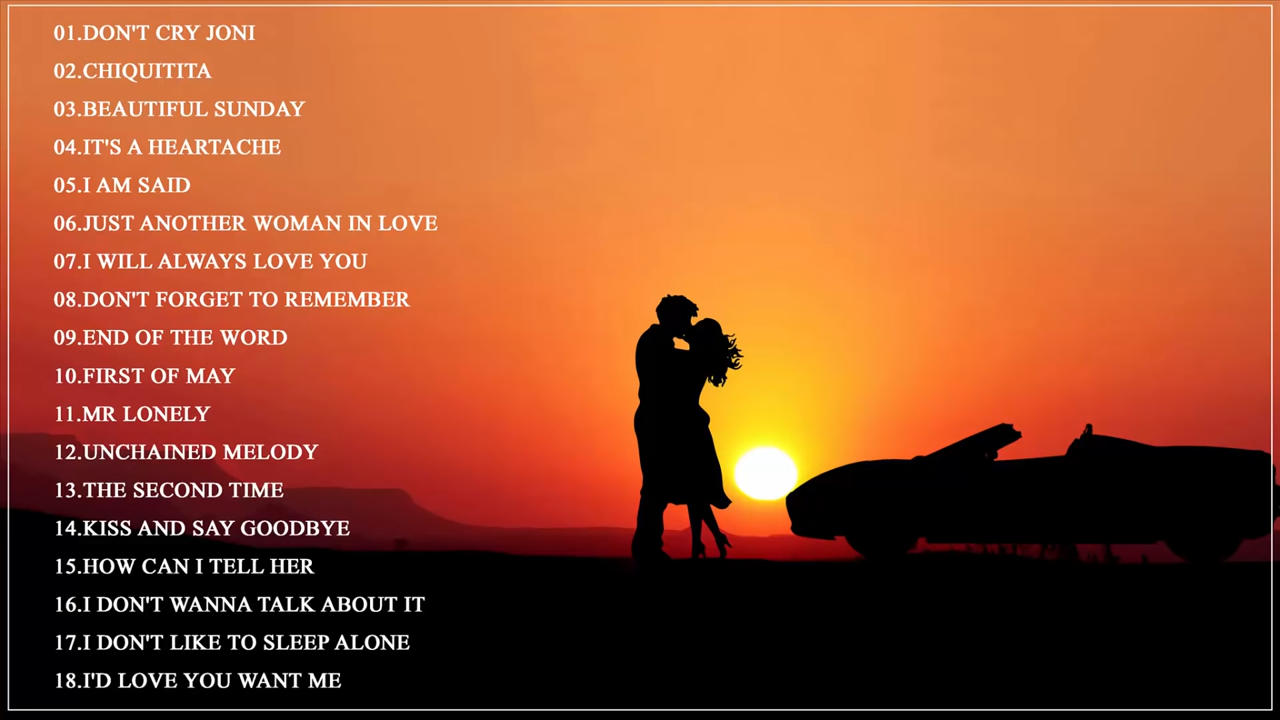 01.DON'T CRY JONI
02.CHIQUITITA
03.BEAUTIFUL SUNDAY
04.IT'S A HEARTACHE
05.I AM SAID
06.JUST ANOTHER WOMAN IN LOVE
07.I WILL ALWAYS LOVE YOU
08.DON'T FORGET TO REMEMBER
09.END OF THE WORD
10.FIRST OF MAY
11.MR LONELY
12.UNCHAINED MELODY
13.THE SECOND TIME
14.KISS AND SAY GOODBYE
15.HOW CAN I TELL HER
16.I DON'T WANNA TALK ABOUT IT
17.I DON'T LIKE TO SLEEP ALONE
18.I'D LOVE YOU WANT ME